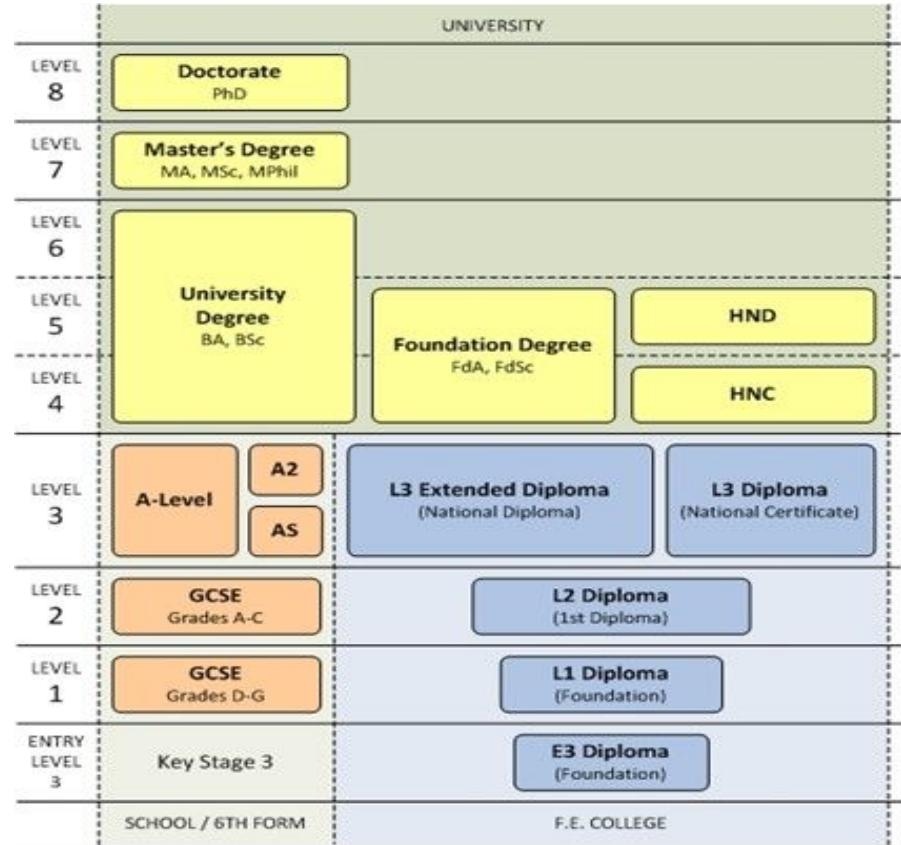 UNIVERSITY
LEVEL
8
Doctorate
PhD
LEVEL
7
Master's Degree
MA, MSc, MPhil
LEVEL
6
LEVEL
5
University
Degree
BA, BSc
Foundation Degree
FdA, FdSc
HND
LEVEL
4
HNC
LEVEL
3
A-Level
A2
AS
L3 Extended Diploma
(National Diploma)
L3 Diploma
(National Certificate)
LEVEL
2
GCSE
Grades A-C
L2 Diploma
(1st Diploma)
LEVEL
1
GCSE
Grades D-G
L1 Diploma
(Foundation)
ENTRY
LEVEL
3
Key Stage 3
E3 Diploma
(Foundation)
SCHOOL / 6TH FORM
F.E. COLLEGE